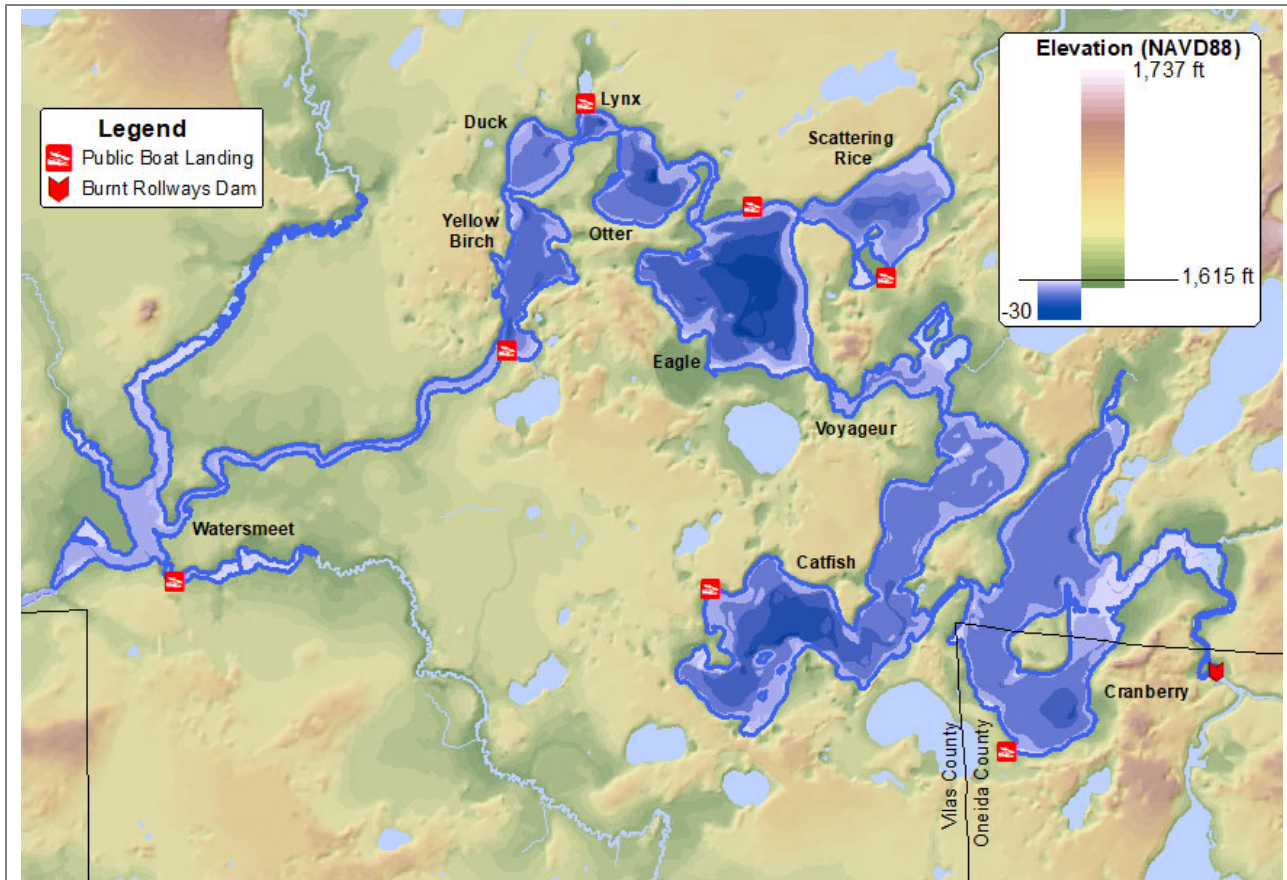 Elevation (NAVD88)
1,737 ft
1,615 ft
-30
Legend
Public Boat Landing
Burnt Rollways Dam
Lynx
Duck
Scattering
Rice
Yellow
Birch
Otter
Eagle
Voyageur
Watersmeet
Catfish
Cranberry
Vilas County
Oneida County